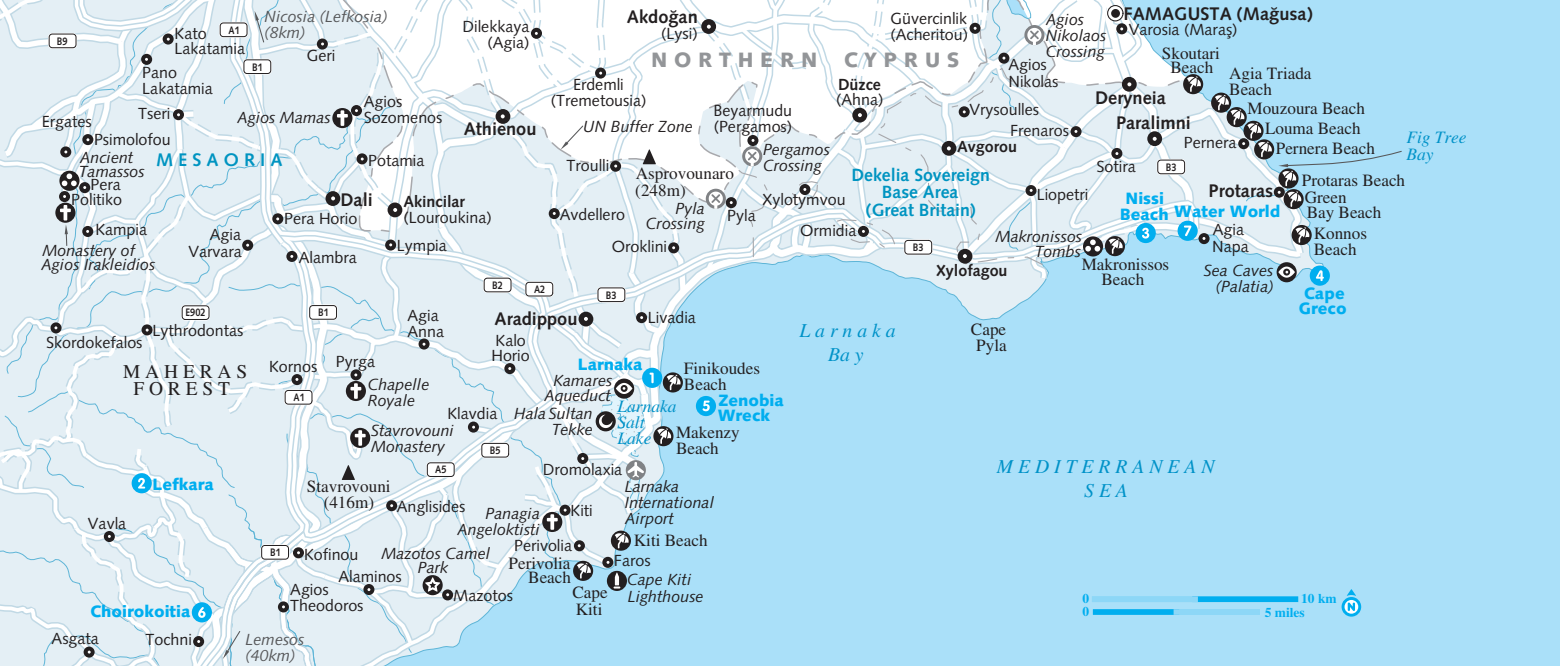 Nicosia (Lefkosia)
(8km)
A1
B9
Kato
Lakatamia
Geri
B1
Pano
Lakatamia
Dilekkaya
(Agia)
Akdoğan
(Lysi)
NORTHERN CYPRUS
Güvercinlik
(Acheritou)
Agios
Nikolaos
Crossing
FAMAGUSTA (Mağusa)
Varosia (Maraş)
Skoutari
Beach
Agios
Nikolas
Agia Triada
Beach
Mouzoura Beach
Louma Beach
Pernera
Pernera Beach
Fig Tree
Bay
Tseri
Agios Mamas
Agios
Sozomenos
Athienou
Erdemli
(Tremetousia)
UN Buffer Zone
Beyarmudu
(Pergamos)
Düzce
(Ahna)
Vrysoulles
Deryneia
Frenaros
Paralimni
Ergates
Psimolofou
Ancient
Tamassos
Pera
Politiko
MESAORIA
Potamia
Troulli
Asprovounaro
(248m)
Pergamos
Crossing
Avgorou
Sotira
B3
Dekelia Sovereign
Base Area
(Great Britain)
Liopetri
Protaras
Protaras Beach
Green
Bay Beach
Dali
Akincilar
(Louroukina)
Pera Horio
Kampia
Monastery of
Agios Irakleidios
Agia
Varvara
Lympia
Alambra
Avdellero
Pyla
Crossing
Pyla
Xylotymvou
Oroklini
Ormidia
B3
Xylofagou
Makronissos
Tombs
Makronissos
Beach
Nissi
Beach
3
Water World
7
Agia
Napa
Konnos
Beach
Sea Caves
(Palatia)
4
Cape
Greco
B2
A2
B3
E902
B1
Skordokefalos
Lythrodontas
Agia
Anna
Aradippou
Livadia
Kalo
Horio
Larnaka
Bay
Cape
Pyla
MAHERAS
FOREST
Kornos
Pyrga
Chapelle
Royale
A1
Larnaka
1
Finikoudes
Beach
Kamares
Aqueduct
Hala Sultan
Tekke
Larnaka
Salt
Lake
5
Zenobia
Wreck
Klavdia
Stavrovouni
Monastery
B5
Makenzy
Beach
A5
Dromolaxia
MEDITERRANEAN
SEA
2
Lefkara
Stavrovouni
(416m)
Larnaka
International
Airport
Anglisides
Panagia
Angeloktisti
Kiti
Vavla
Kiti Beach
B1
Kofinou
Mazotos Camel
Park
Perivolia
Perivolia
Beach
Faros
Cape Kiti
Lighthouse
Cape
Kiti
Alaminos
Mazotos
Agios
Theodoros
Choirokoitia
6
0
10 km
0
5 miles
N
Asgata
Tochni
Lemesos
(40km)